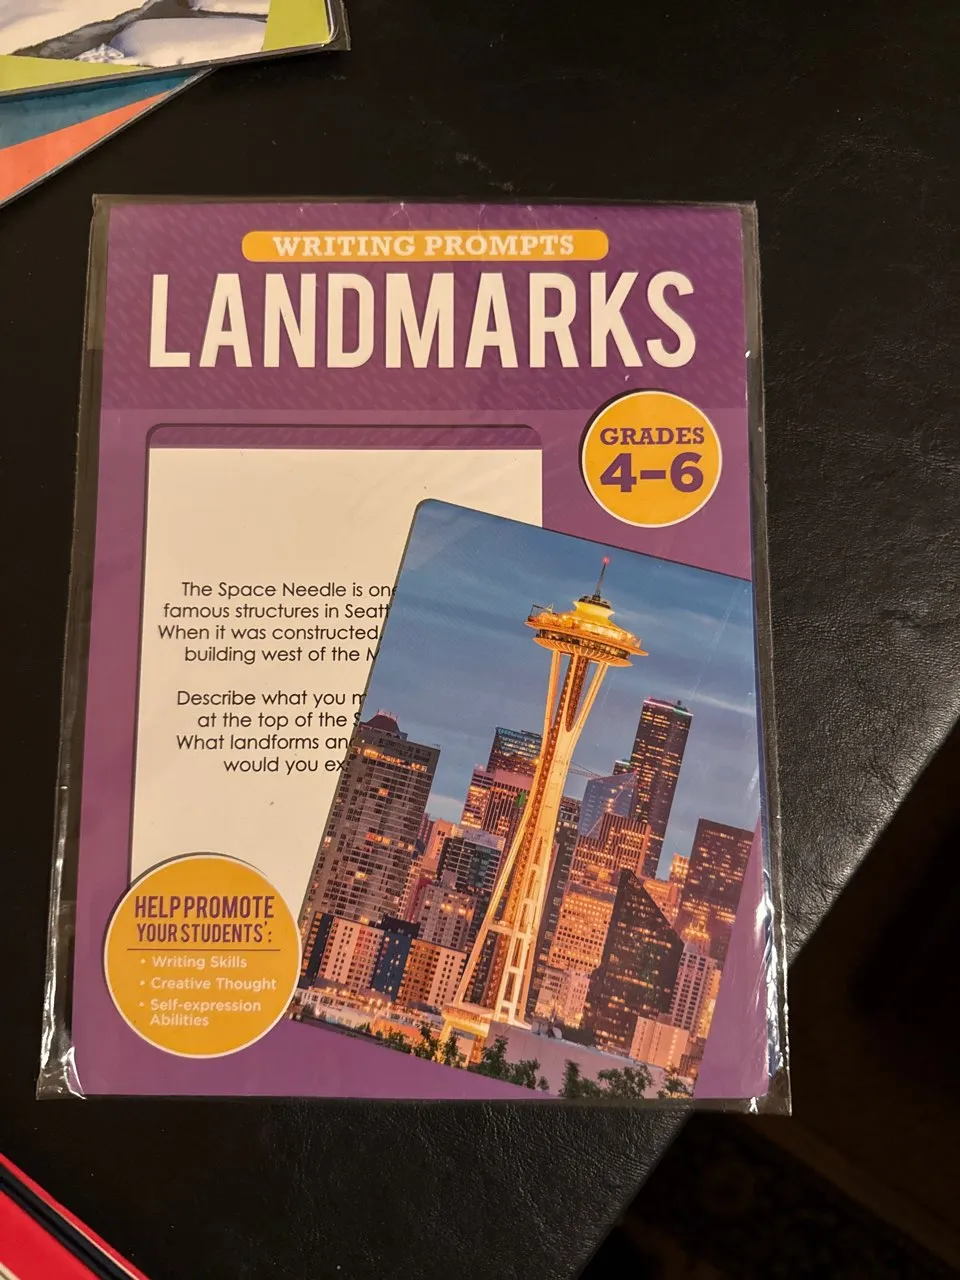 WRITING PROMPTS
LANDMARKS
GRADES
4-6
The Space Needle is one
famous structures in Seatt
When it was constructed,
building west of the M
Describe what you m
at the top of the S
What landforms an
would you ex
HELP PROMOTE
YOUR STUDENTS':
• Writing Skills
• Creative Thought
• Self-expression
Abilities